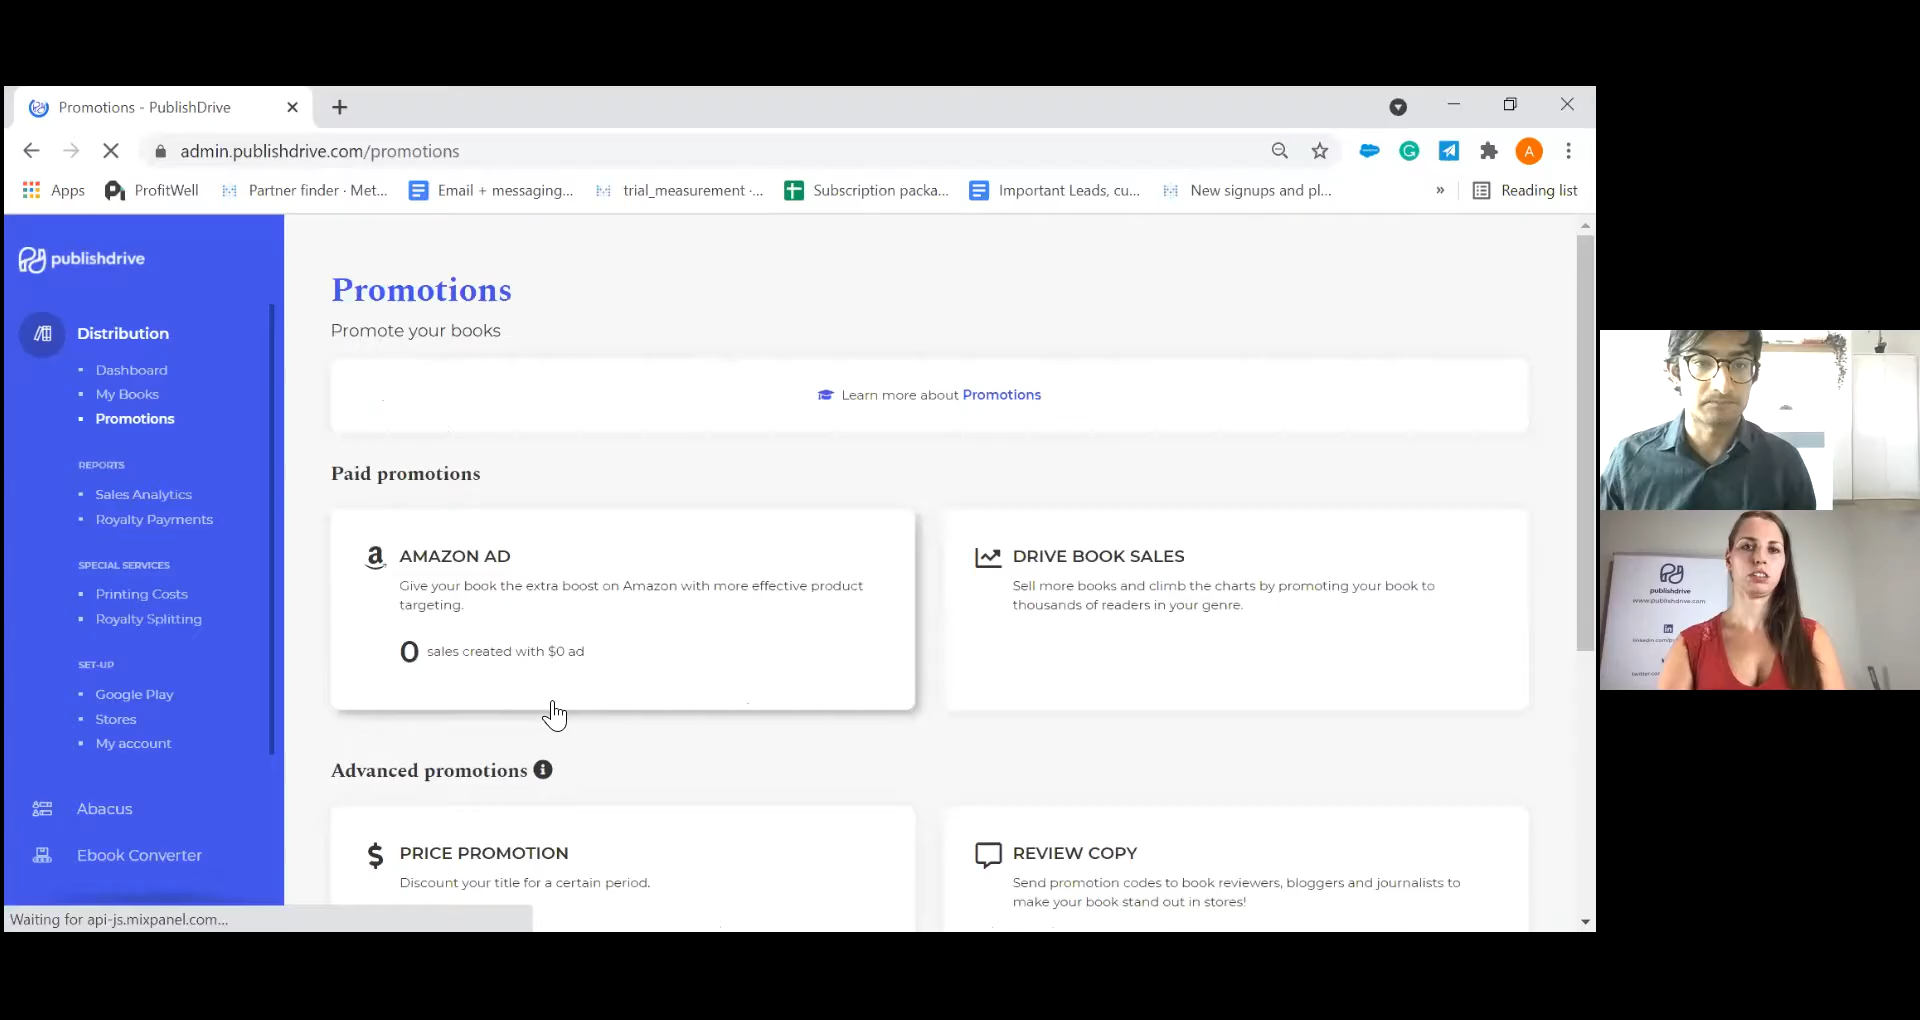 Promotions - PublishDrive
admin.publishdrive.com/promotions
A
Apps
ProfitWell
Partner finder · Met...
Email + messaging...
trial_measurement ·...
Subscription packa...
Important Leads, cu...
New signups and pl...
»
Reading list
publishdrive
Distribution
Dashboard
My Books
Promotions
REPORTS
Sales Analytics
Royalty Payments
SPECIAL SERVICES
Printing Costs
Royalty Splitting
SET-UP
Google Play
Stores
My account
Abacus
Ebook Converter
Waiting for api-js.mixpanel.com...
Promotions
Promote your books
Learn more about Promotions
Paid promotions
AMAZON AD
Give your book the extra boost on Amazon with more effective product
targeting.
0 sales created with $0 ad
DRIVE BOOK SALES
Sell more books and climb the charts by promoting your book to
thousands of readers in your genre.
Advanced promotions
PRICE PROMOTION
Discount your title for a certain period.
REVIEW COPY
Send promotion codes to book reviewers, bloggers and journalists to
make your book stand out in stores!
publishdrive
www.publishdrive.com